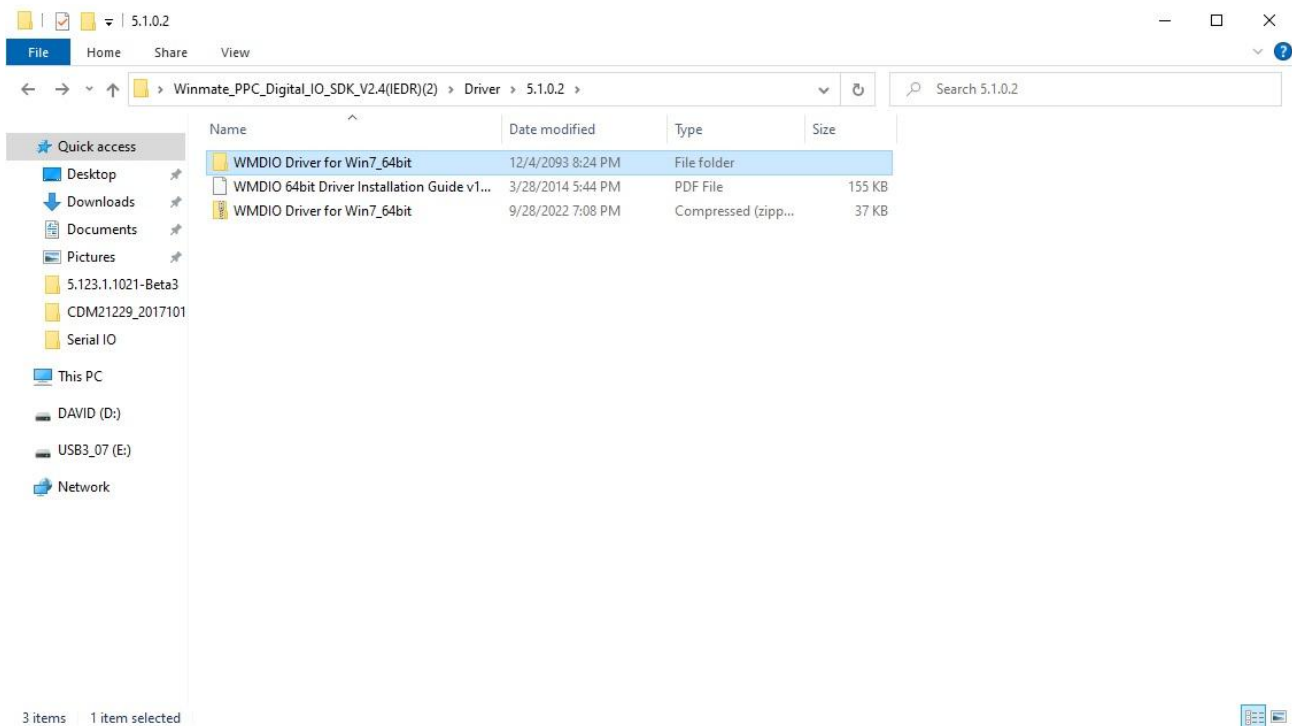 5.1.0.2
File Home Share View
Winmate_PPC_Digital_IO_SDK_V2.4(IEDR)(2) > Driver > 5.1.0.2 >
Search 5.1.0.2
Name Date modified Type Size
Quick access
Desktop
Downloads
Documents
Pictures
5.123.1.1021-Beta3
CDM21229_2017101
Serial IO
This PC
DAVID (D:)
USB3_07 (E:)
Network
WMDIO Driver for Win7_64bit 12/4/2093 8:24 PM File folder
WMDIO 64bit Driver Installation Guide v1... 3/28/2014 5:44 PM PDF File 155 KB
WMDIO Driver for Win7_64bit 9/28/2022 7:08 PM Compressed (zipp... 37 KB
3 items 1 item selected